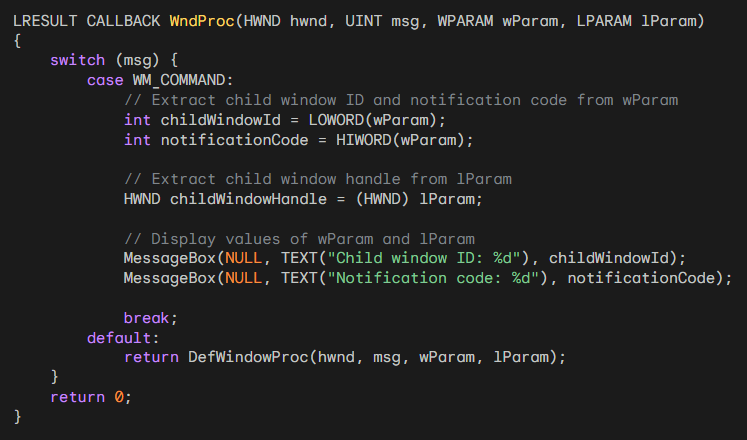 LRESULT CALLBACK WndProc(HWND hwnd, UINT msg, WPARAM wParam, LPARAM lParam)
{
    switch (msg) {
        case WM_COMMAND:
            // Extract child window ID and notification code from wParam
            int childWindowId = LOWORD(wParam);
            int notificationCode = HIWORD(wParam);

            // Extract child window handle from lParam
            HWND childWindowHandle = (HWND) lParam;

            // Display values of wParam and lParam
            MessageBox(NULL, TEXT("Child window ID: %d"), childWindowId);
            MessageBox(NULL, TEXT("Notification code: %d"), notificationCode);

            break;
        default:
            return DefWindowProc(hwnd, msg, wParam, lParam);
    }
    return 0;
}